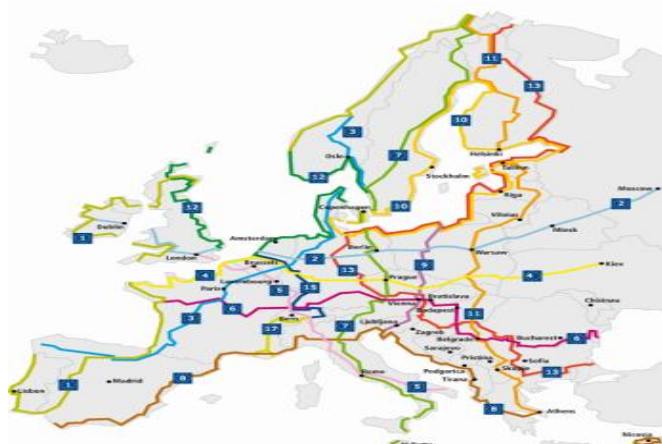 11
13
3
10
7
Oslo
Helsinki
Tallinn
12
Stockholm
12
Riga
Moscow
Copenhagen
10
2
Dublin
Vilnius
Minsk
1
Amsterdam
Berlin
London
2
Warsaw
Brussels
13
9
4
Kiev
4
Luxembourg
5
15
Prague
Paris
Vienna
Bratislava
6
Budapest
Chisinau
3
Bern
11
17
7
Ljubljana
Zagreb
Belgrade
Bucharest
6
Sarajevo
Pristina
Sofia
1
Madrid
8
Rome
Podgorica
Skopje
13
Lisbon
Tirana
5
8
Athens
Nicosia